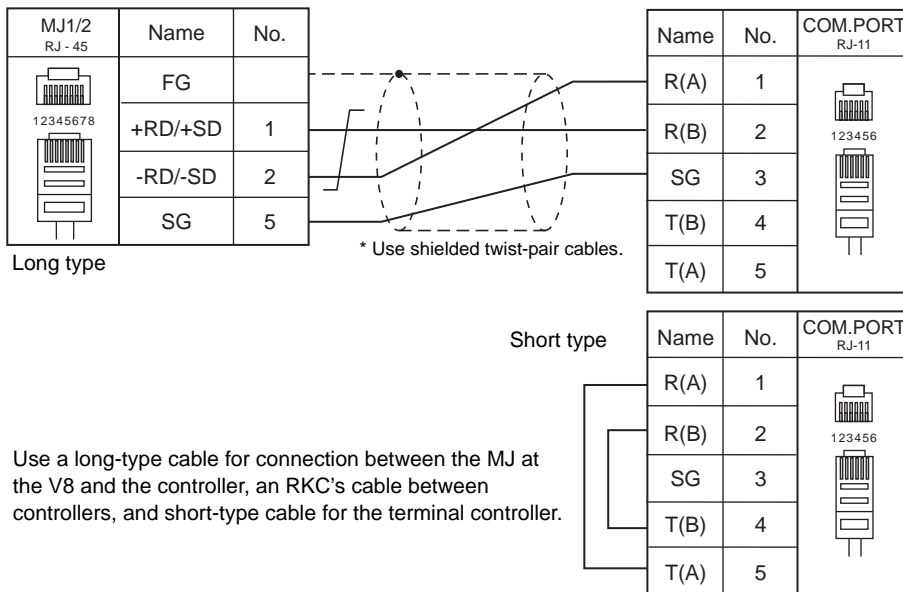 MJ1/2
RJ - 45
Name
No.
FG
+RD/+SD
1
-RD/-SD
2
SG
5
12345678
Long type
* Use shielded twist-pair cables.
Name
No.
COM.PORT
RJ-11
R(A)
1
R(B)
2
SG
3
T(B)
4
T(A)
5
123456
Short type
Name
No.
COM.PORT
RJ-11
R(A)
1
R(B)
2
SG
3
T(B)
4
T(A)
5
123456
Use a long-type cable for connection between the MJ at
the V8 and the controller, an RKC's cable between
controllers, and short-type cable for the terminal controller.